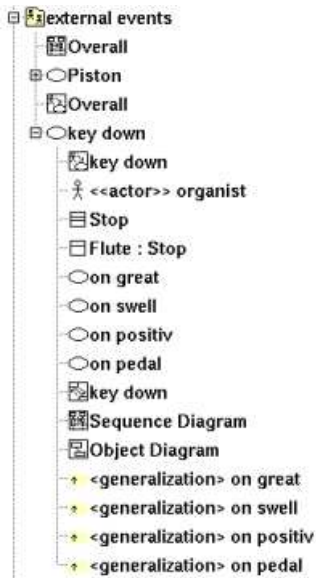 external events
Overall
Piston
Overall
key down
key down
<<actor>> organist
Stop
Flute : Stop
on great
on swell
on positiv
on pedal
key down
Sequence Diagram
Object Diagram
<generalization> on great
<generalization> on swell
<generalization> on positiv
<generalization> on pedal